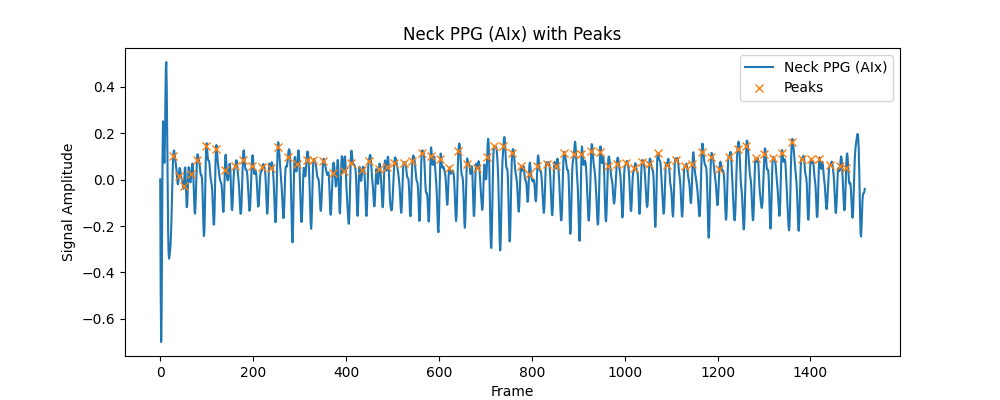 Neck PPG (AIx) with Peaks
Neck PPG (AIx)
Peaks
Signal Amplitude
0.4
0.2
0.0
−0.2
−0.4
−0.6
0 200 400 600 800 1000 1200 1400
Frame